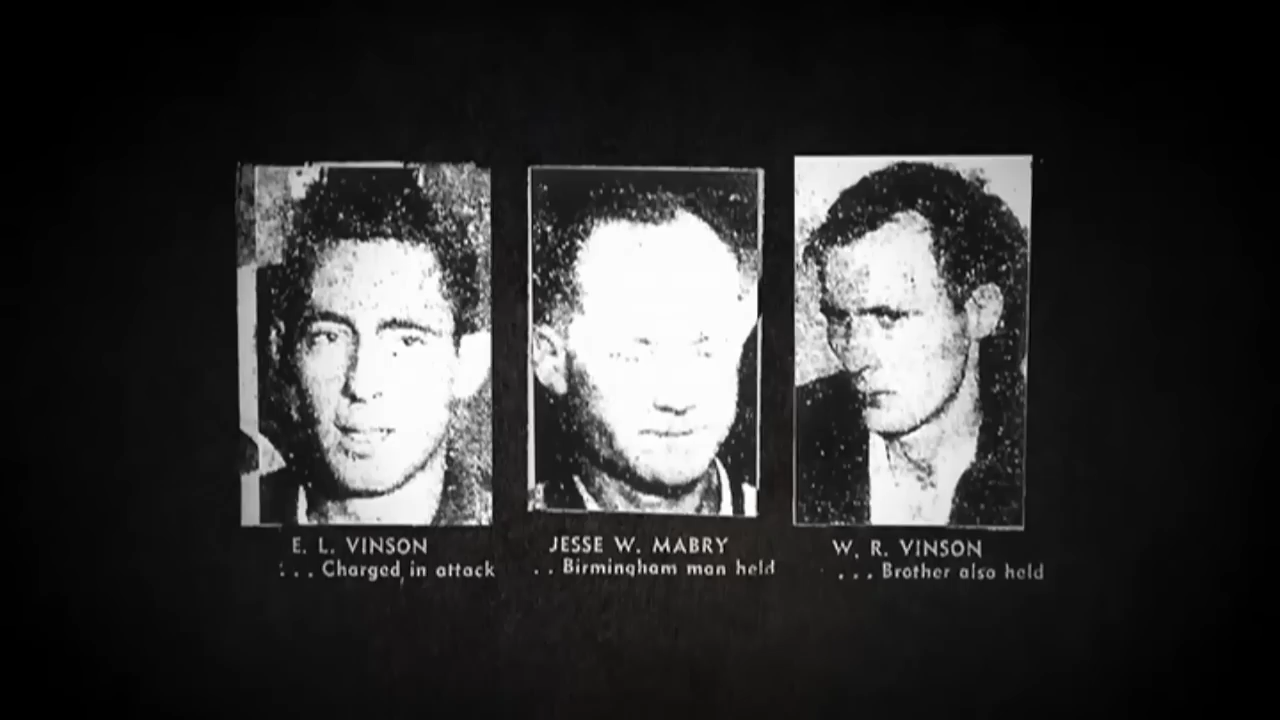 E. L. VINSON
. . . Charged in attack
JESSE W. MABRY
. . Birmingham man held
W. R. VINSON
. . . Brother also held